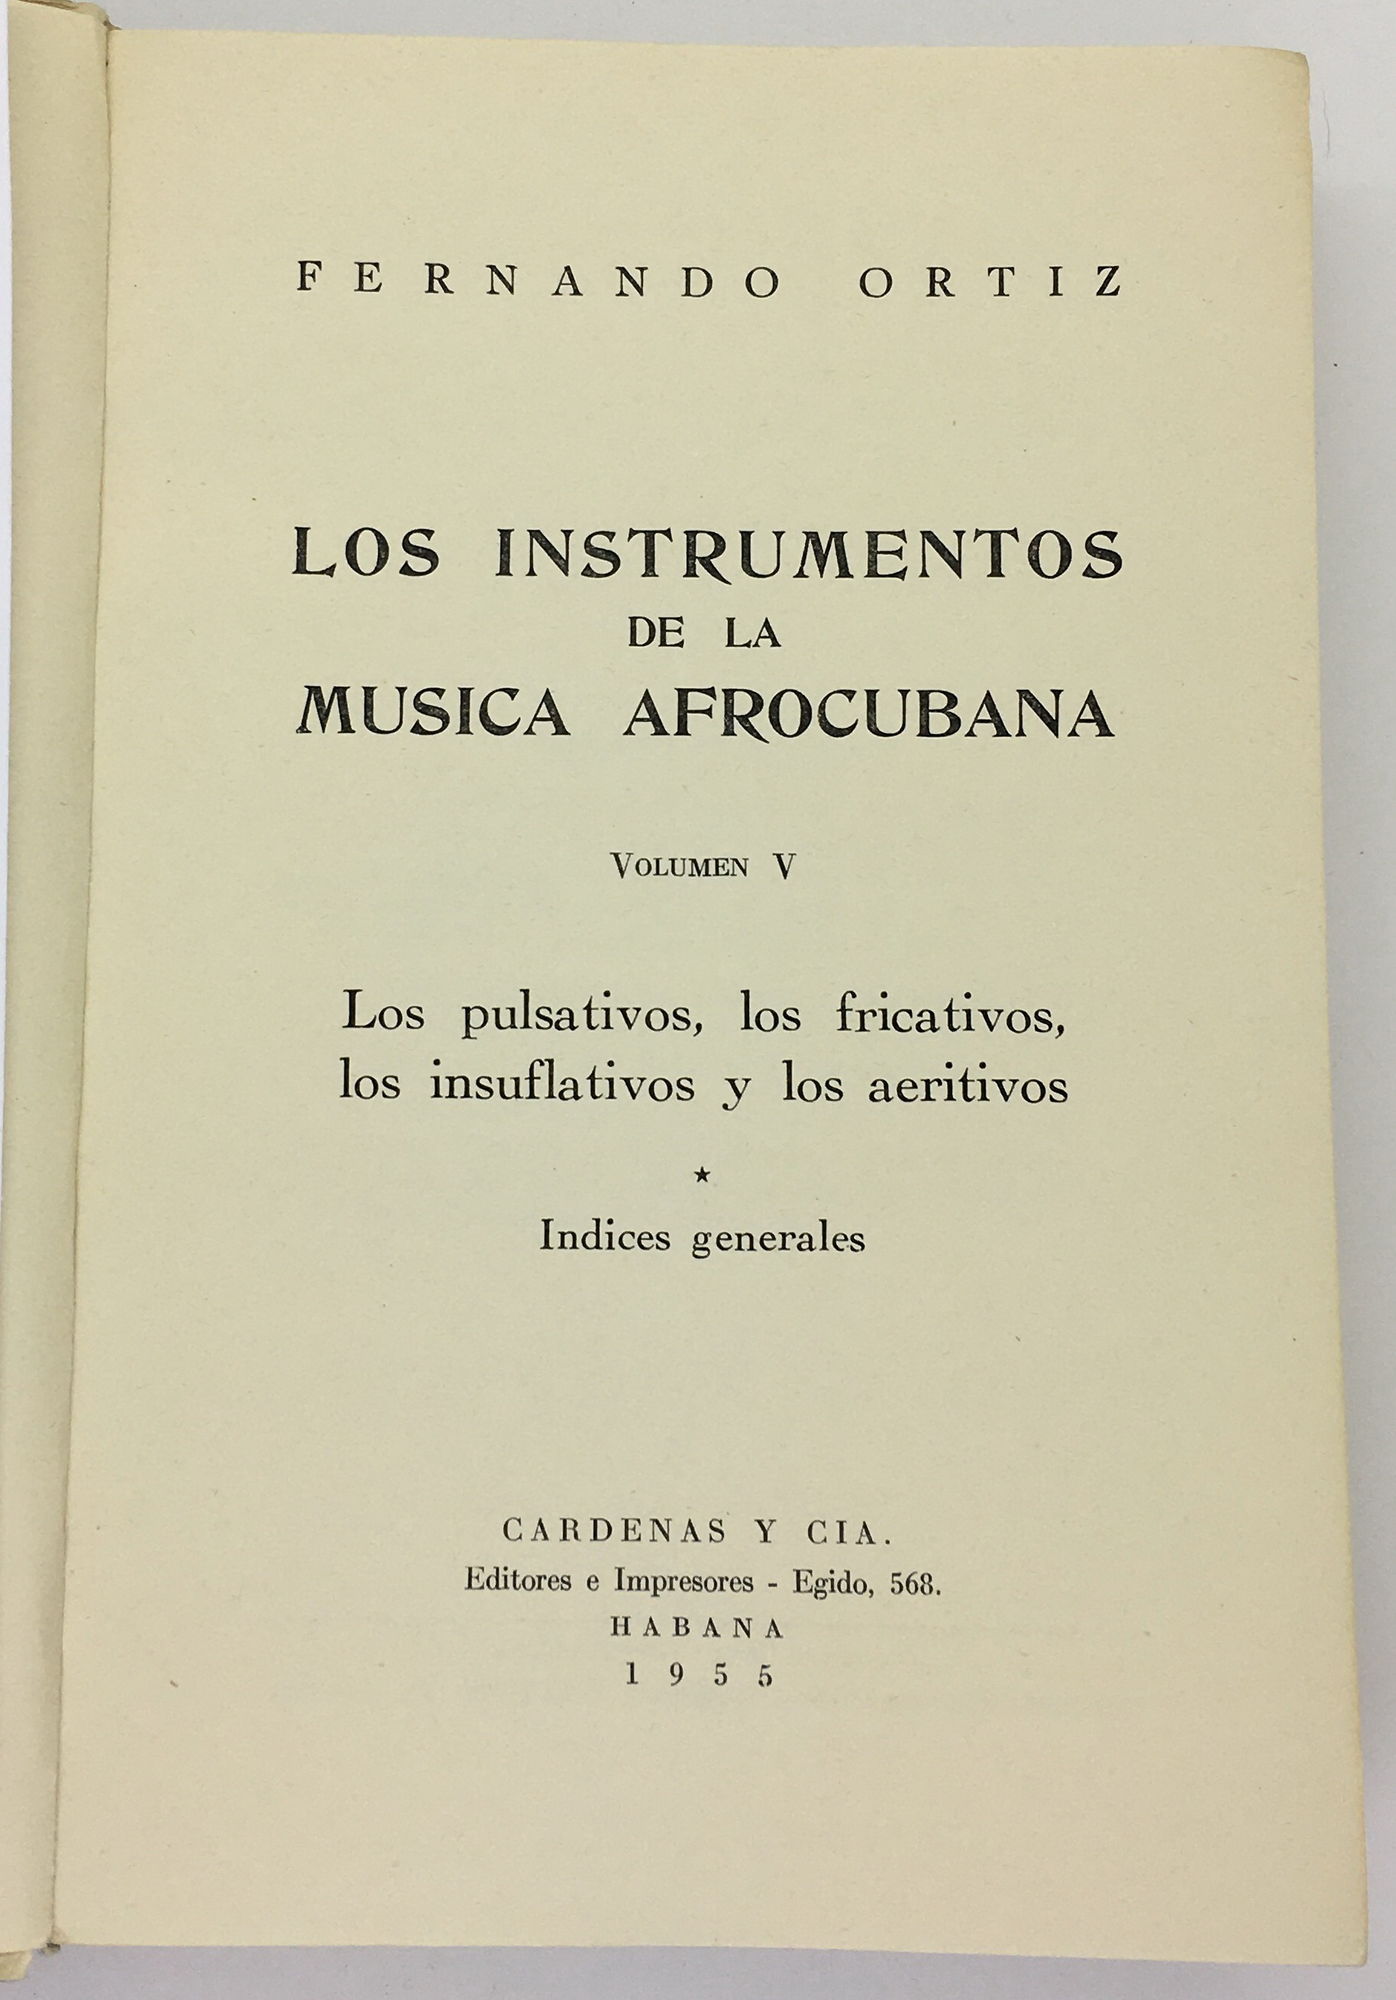 FERNANDO ORTIZ
LOS INSTRUMENTOS
DE LA
MUSICA AFROCUBANA
VOLUMEN V
Los pulsativos, los fricativos,
los insuflativos y los aeritivos
★
Indices generales
CARDENAS Y CIA.
Editores e Impresores - Egido, 568.
HABANA
1955